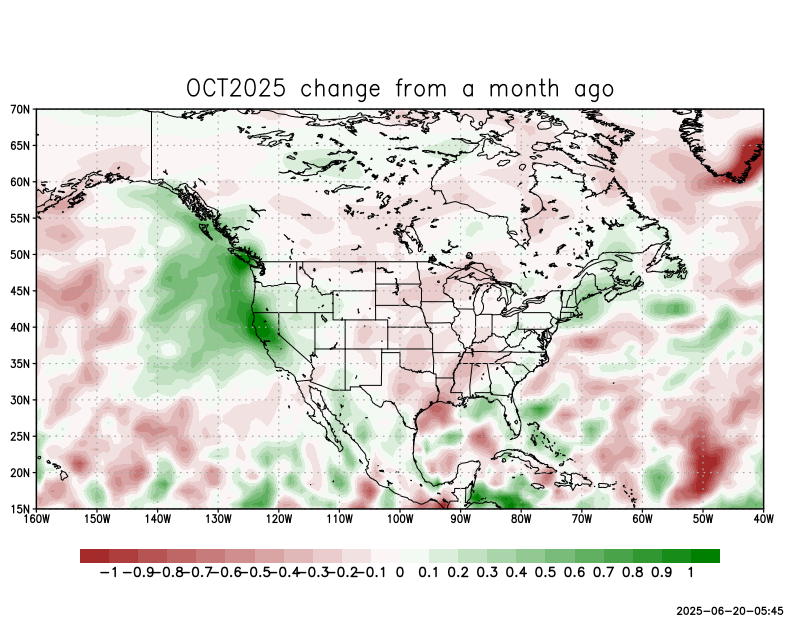 OCT2025 change from a month ago
70N
65N
60N
55N
50N
45N
40N
35N
30N
25N
20N
15N
160W 150W 140W 130W 120W 110W 100W 90W 80W 70W 60W 50W 40W
-1 -0.9 -0.8 -0.7 -0.6 -0.5 -0.4 -0.3 -0.2 -0.1 0 0.1 0.2 0.3 0.4 0.5 0.6 0.7 0.8 0.9 1
2025-06-20-05:45